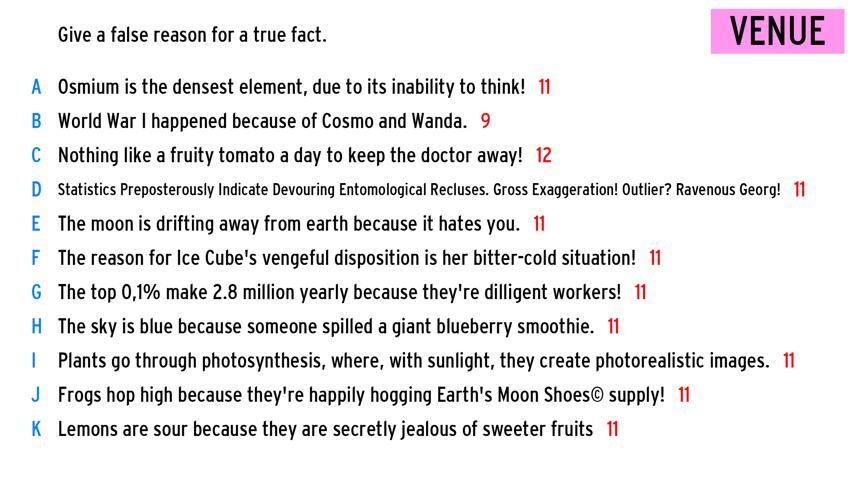 Give a false reason for a true fact.
VENUE
A Osmium is the densest element, due to its inability to think! 11
B World War I happened because of Cosmo and Wanda. 9
C Nothing like a fruity tomato a day to keep the doctor away! 12
D Statistics Preposterously Indicate Devouring Entomological Recluses. Gross Exaggeration! Outlier? Ravenous Georg! 11
E The moon is drifting away from earth because it hates you. 11
F The reason for Ice Cube's vengeful disposition is her bitter-cold situation! 11
G The top 0,1% make 2.8 million yearly because they're dilligent workers! 11
H The sky is blue because someone spilled a giant blueberry smoothie. 11
I Plants go through photosynthesis, where, with sunlight, they create photorealistic images. 11
J Frogs hop high because they're happily hogging Earth's Moon Shoes© supply! 11
K Lemons are sour because they are secretly jealous of sweeter fruits 11